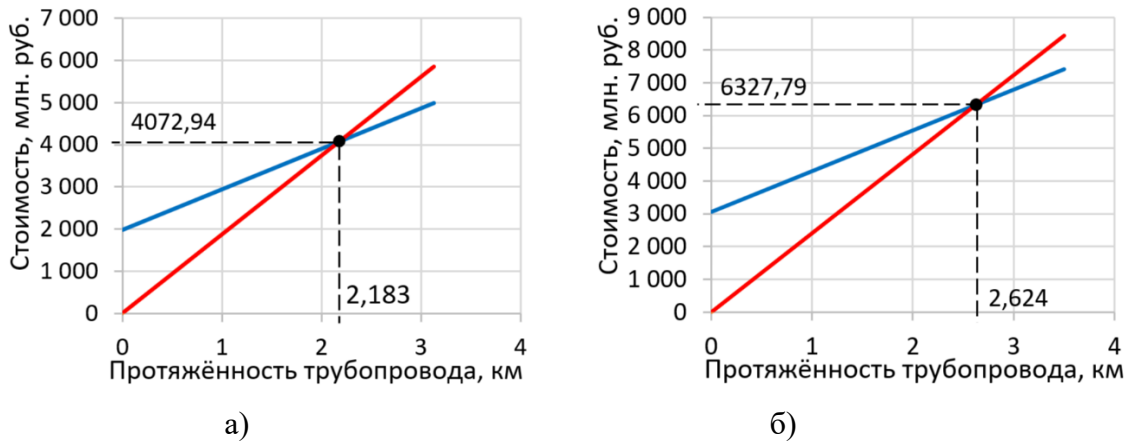 Стоимость, млн. руб.
7 000
6 000
5 000
4 000
3 000
2 000
1 000
0
4072,94
2,183
0 1 2 3 4
Протяжённость трубопровода, км
а)
Стоимость, млн. руб.
9 000
8 000
7 000
6 000
5 000
4 000
3 000
2 000
1 000
0
6327,79
2,624
0 1 2 3 4
Протяжённость трубопровода, км
б)